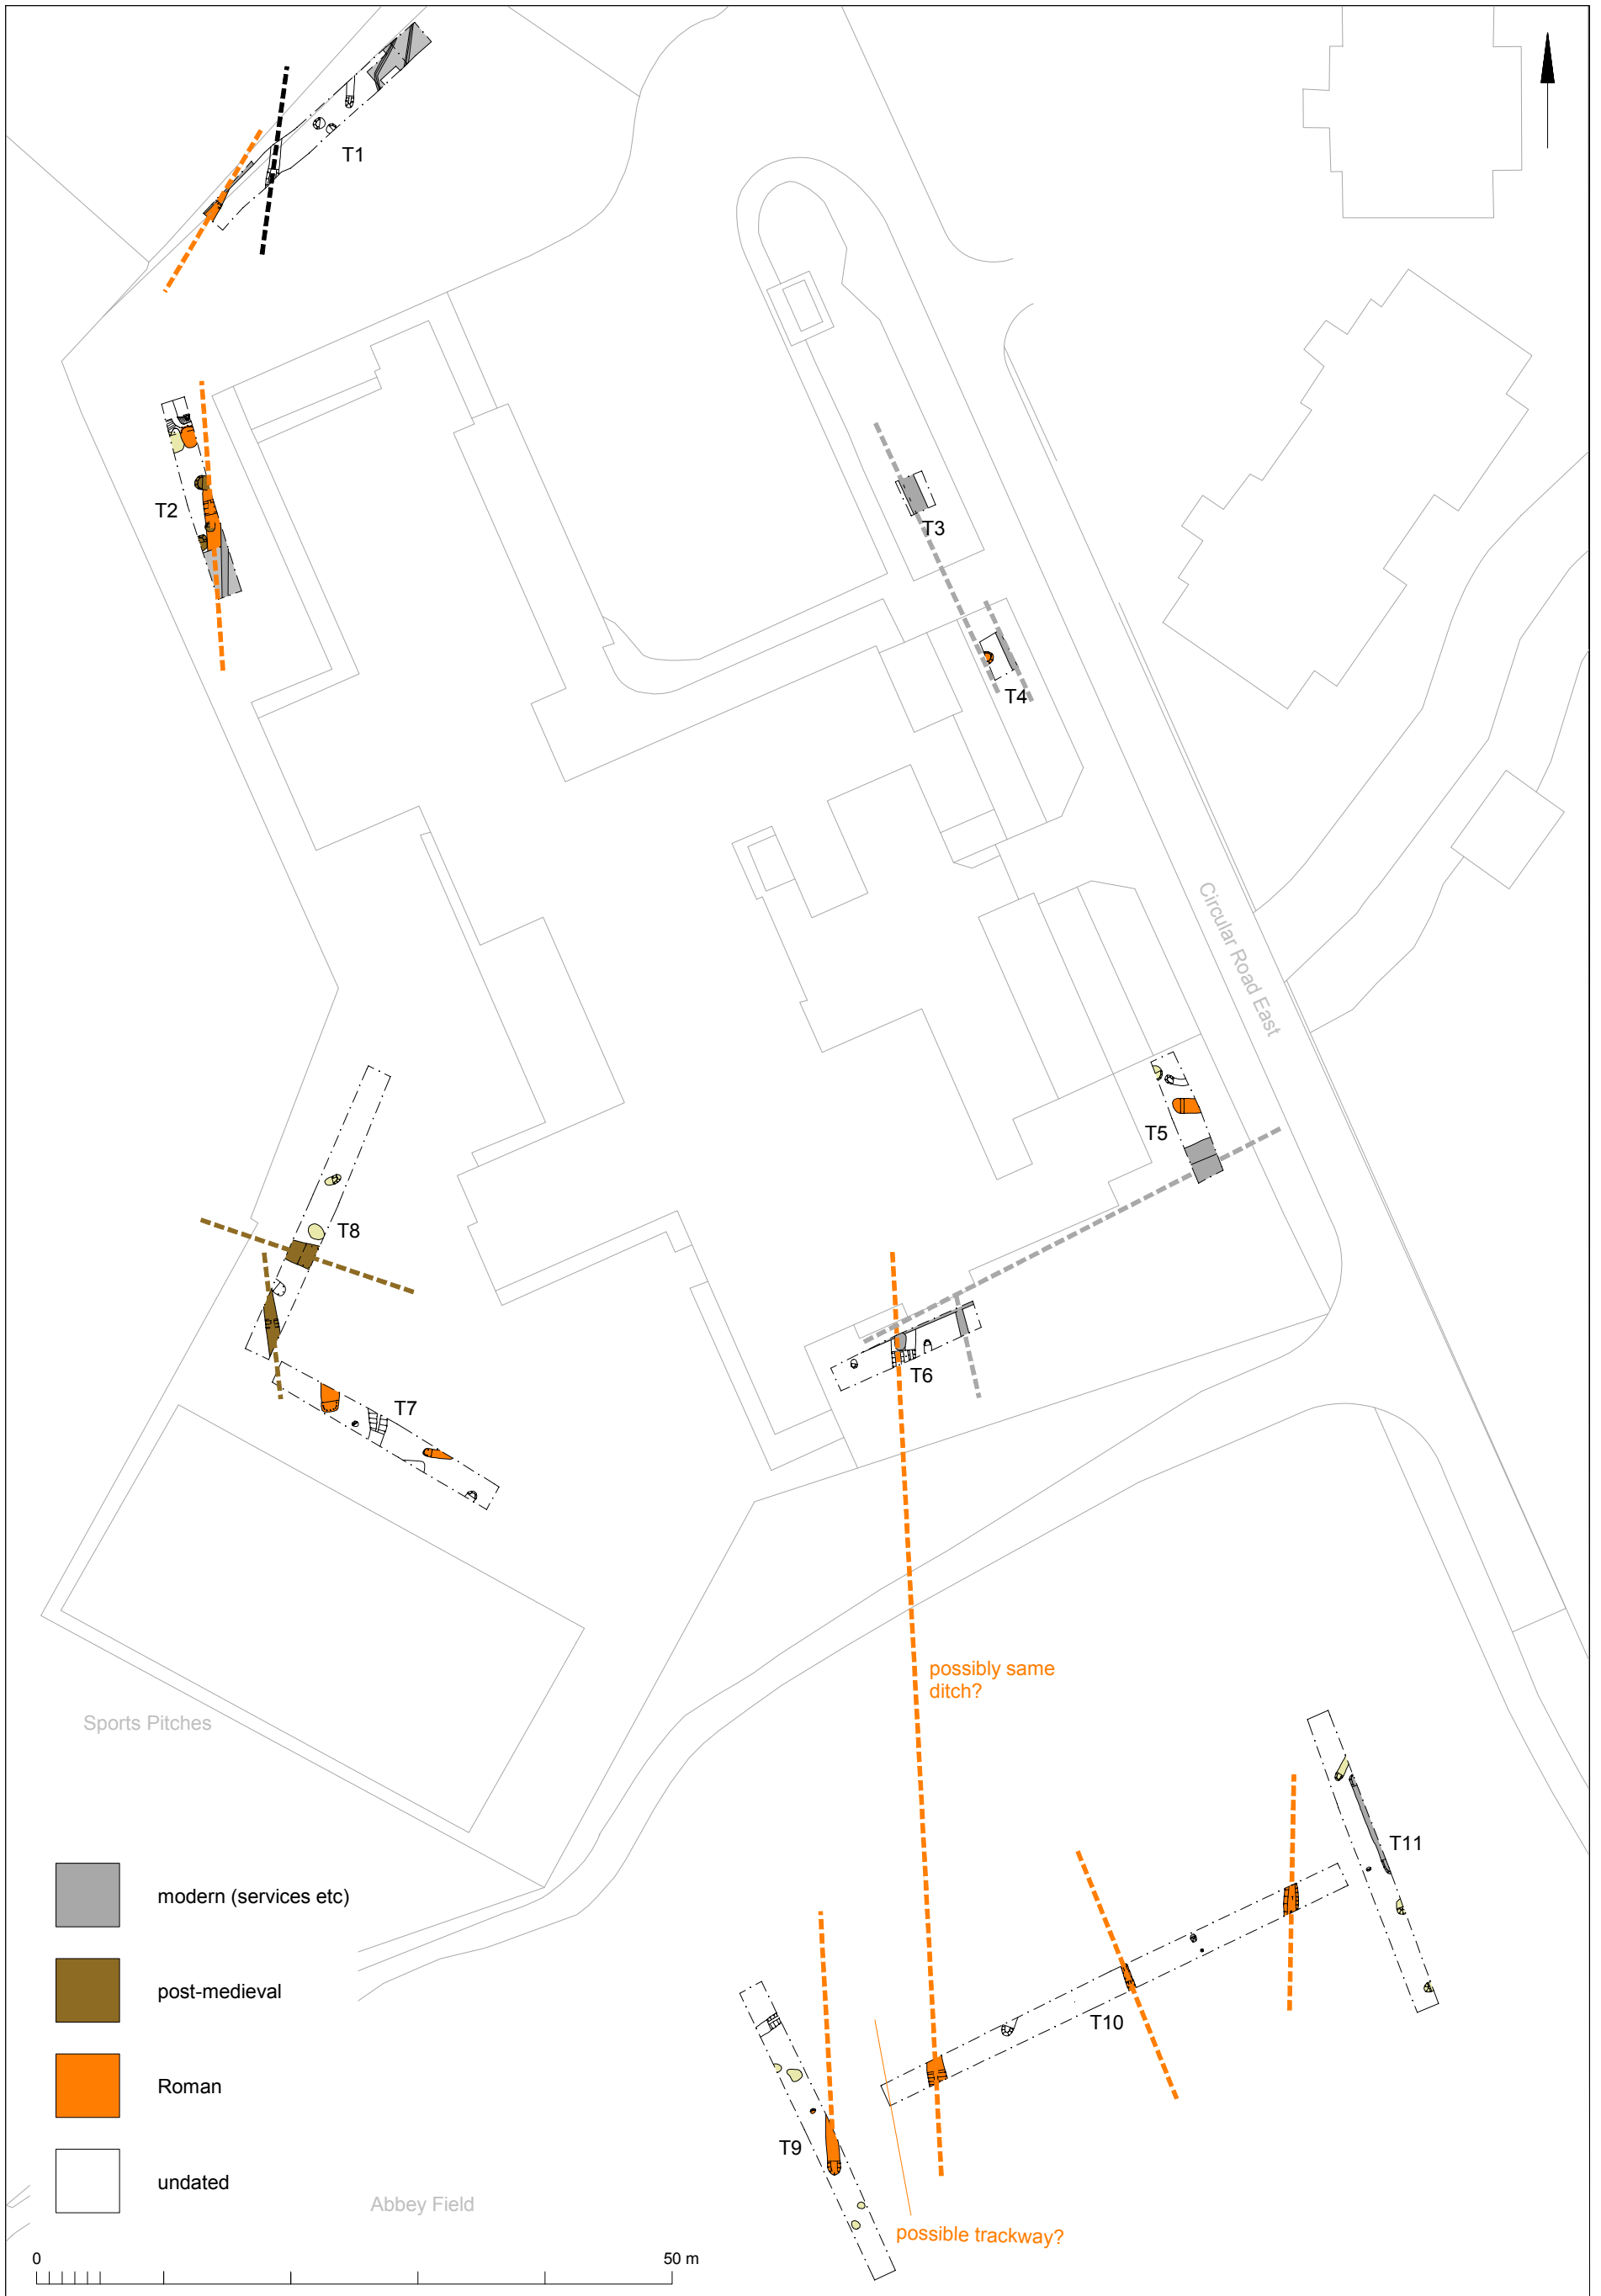 T1
T2
T3
T4
Circular Road East
T5
T8
T6
T7
possibly same
ditch?
Sports Pitches
T11
modern (services etc)
post-medieval
T10
Roman
T9
undated
Abbey Field
possible trackway?
0
50 m